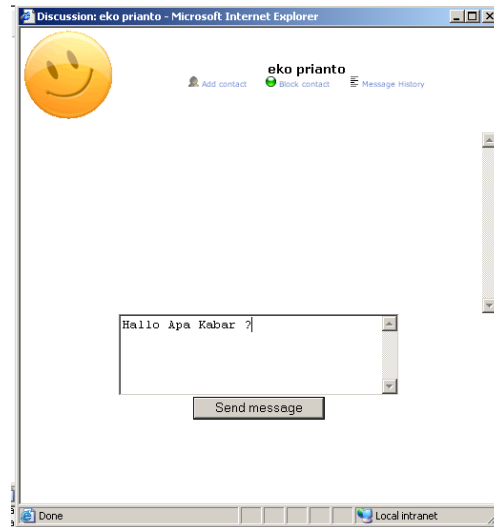 Discussion: eko prianto - Microsoft Internet Explorer
eko prianto
Add contact Block contact Message History
Hallo Apa Kabar ?
Send message
Done Local intranet